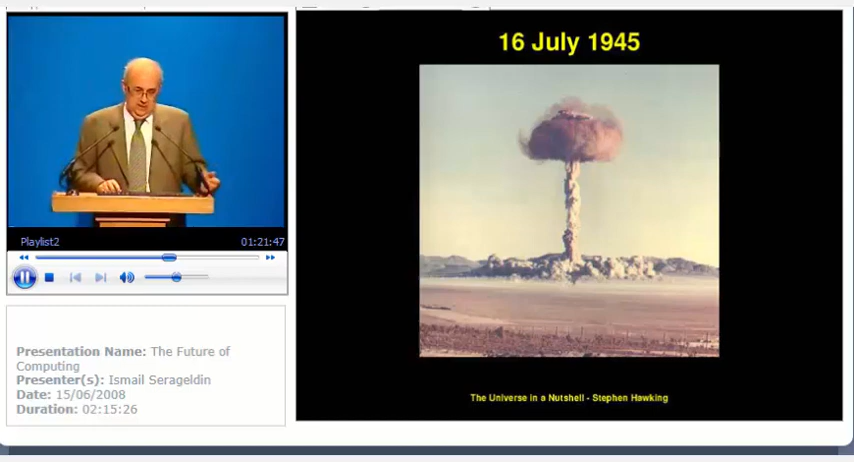 16 July 1945
Playlist2 01:21:47
Presentation Name: The Future of
Computing
Presenter(s): Ismail Serageldin
Date: 15/06/2008
Duration: 02:15:26
The Universe in a Nutshell - Stephen Hawking